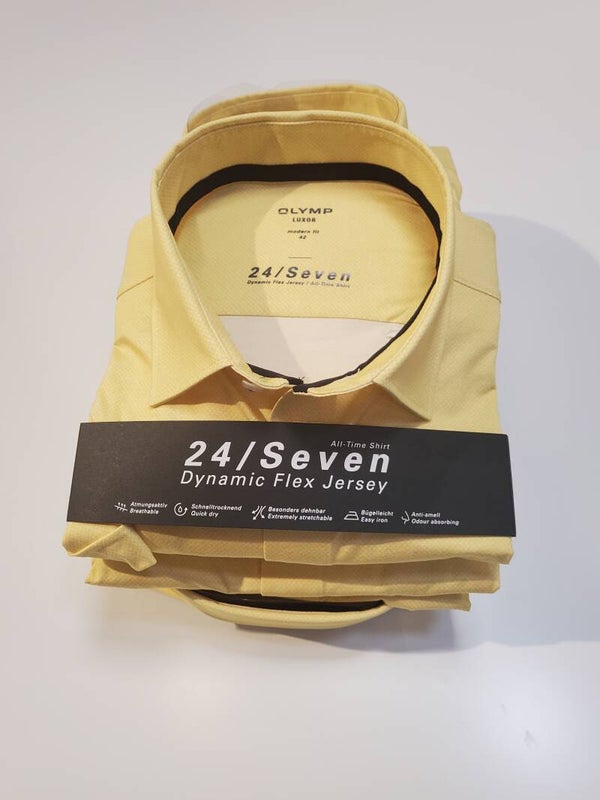 OLYMP
LUXOR
modern fit
42
24/Seven
Dynamic Flex Jersey / All-Time Shirt
All-Time Shirt
24/Seven
Dynamic Flex Jersey
Atmungsaktiv
Breathable
Schnelltrocknend
Quick dry
Besonders dehnbar
Extremely stretchable
Bügelleicht
Easy iron
Anti-smell
Odour absorbing